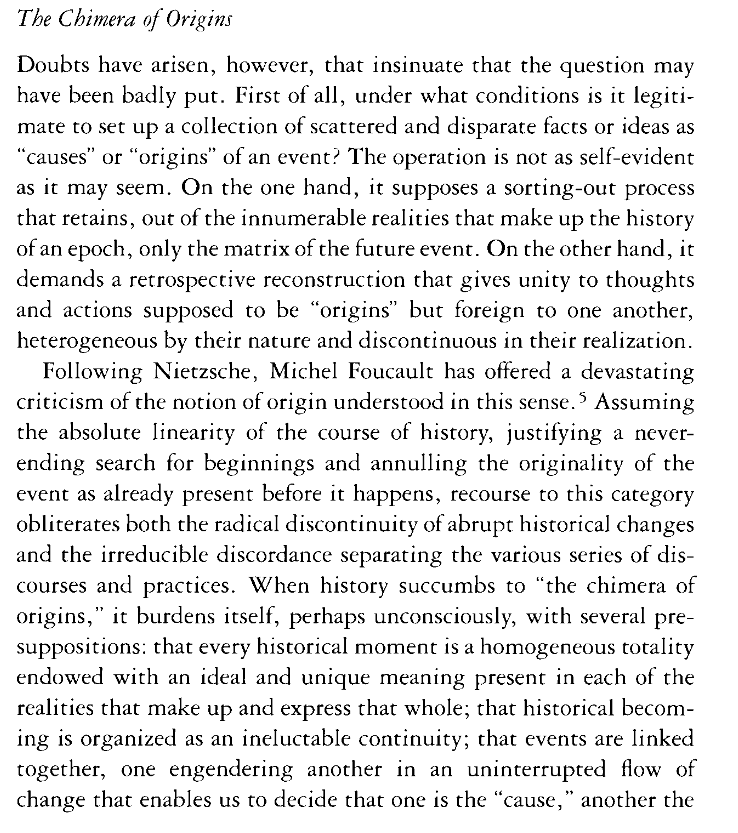 The Chimera of Origins
Doubts have arisen, however, that insinuate that the question may
have been badly put. First of all, under what conditions is it legiti-
mate to set up a collection of scattered and disparate facts or ideas as
“causes” or “origins” of an event? The operation is not as self-evident
as it may seem. On the one hand, it supposes a sorting-out process
that retains, out of the innumerable realities that make up the history
of an epoch, only the matrix of the future event. On the other hand, it
demands a retrospective reconstruction that gives unity to thoughts
and actions supposed to be “origins” but foreign to one another,
heterogeneous by their nature and discontinuous in their realization.
Following Nietzsche, Michel Foucault has offered a devastating
criticism of the notion of origin understood in this sense.⁵ Assuming
the absolute linearity of the course of history, justifying a never-
ending search for beginnings and annulling the originality of the
event as already present before it happens, recourse to this category
obliterates both the radical discontinuity of abrupt historical changes
and the irreducible discordance separating the various series of dis-
courses and practices. When history succumbs to “the chimera of
origins,” it burdens itself, perhaps unconsciously, with several pre-
suppositions: that every historical moment is a homogeneous totality
endowed with an ideal and unique meaning present in each of the
realities that make up and express that whole; that historical becom-
ing is organized as an ineluctable continuity; that events are linked
together, one engendering another in an uninterrupted flow of
change that enables us to decide that one is the “cause,” another the